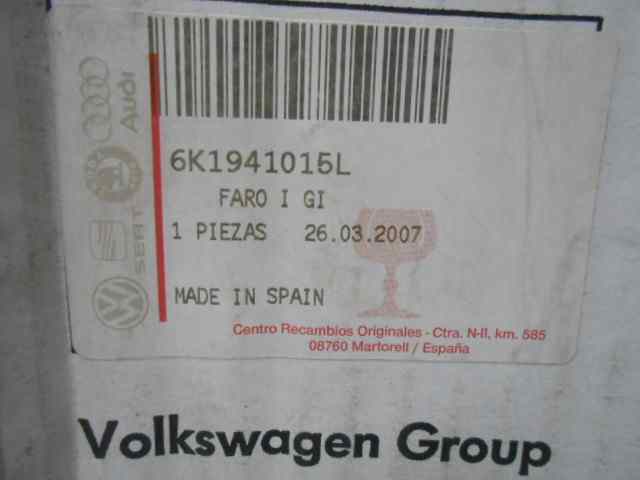 Audi
SEAT
6K1941015L
FARO I GI
1 PIEZAS 26.03.2007
MADE IN SPAIN
Centro Recambios Originales - Ctra. N-II, km. 585
08760 Martorell / España
Volkswagen Group